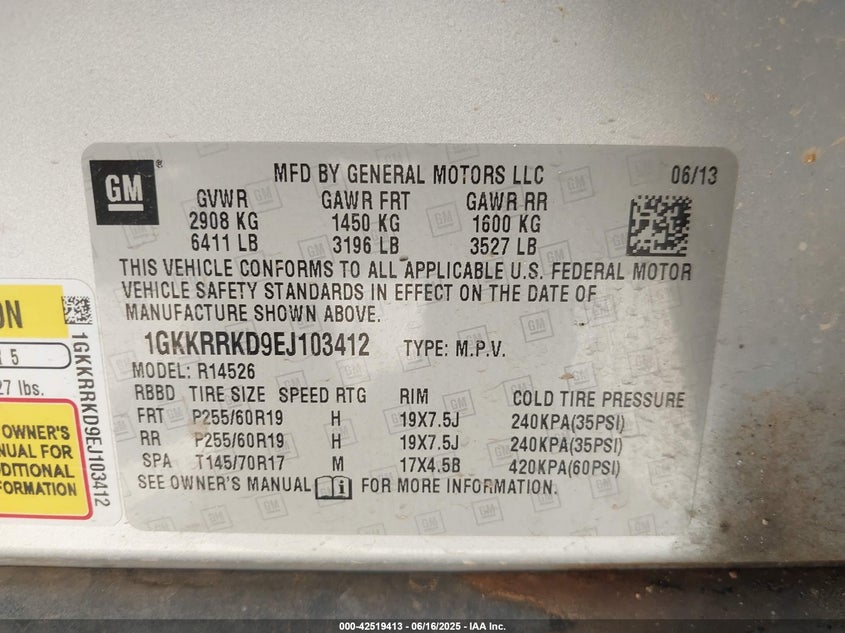 GM®
MFD BY GENERAL MOTORS LLC 06/13
GVWR GAWR FRT GAWR RR
2908 KG 1450 KG 1600 KG
6411 LB 3196 LB 3527 LB
THIS VEHICLE CONFORMS TO ALL APPLICABLE U.S. FEDERAL MOTOR
VEHICLE SAFETY STANDARDS IN EFFECT ON THE DATE OF
MANUFACTURE SHOWN ABOVE.
1GKKRRKD9EJ103412 TYPE: M.P.V.
MODEL: R14526
RBBD TIRE SIZE SPEED RTG RIM COLD TIRE PRESSURE
FRT P255/60R19 H 19X7.5J 240KPA(35PSI)
RR P255/60R19 H 19X7.5J 240KPA(35PSI)
SPA T145/70R17 M 17X4.5B 420KPA(60PSI)
SEE OWNER'S MANUAL FOR MORE INFORMATION.
ON
5
27 lbs.
OWNER'S
FOR
1GKKRRKD9EJ103412
000-42519413 - 06/16/2025 - IAA Inc.